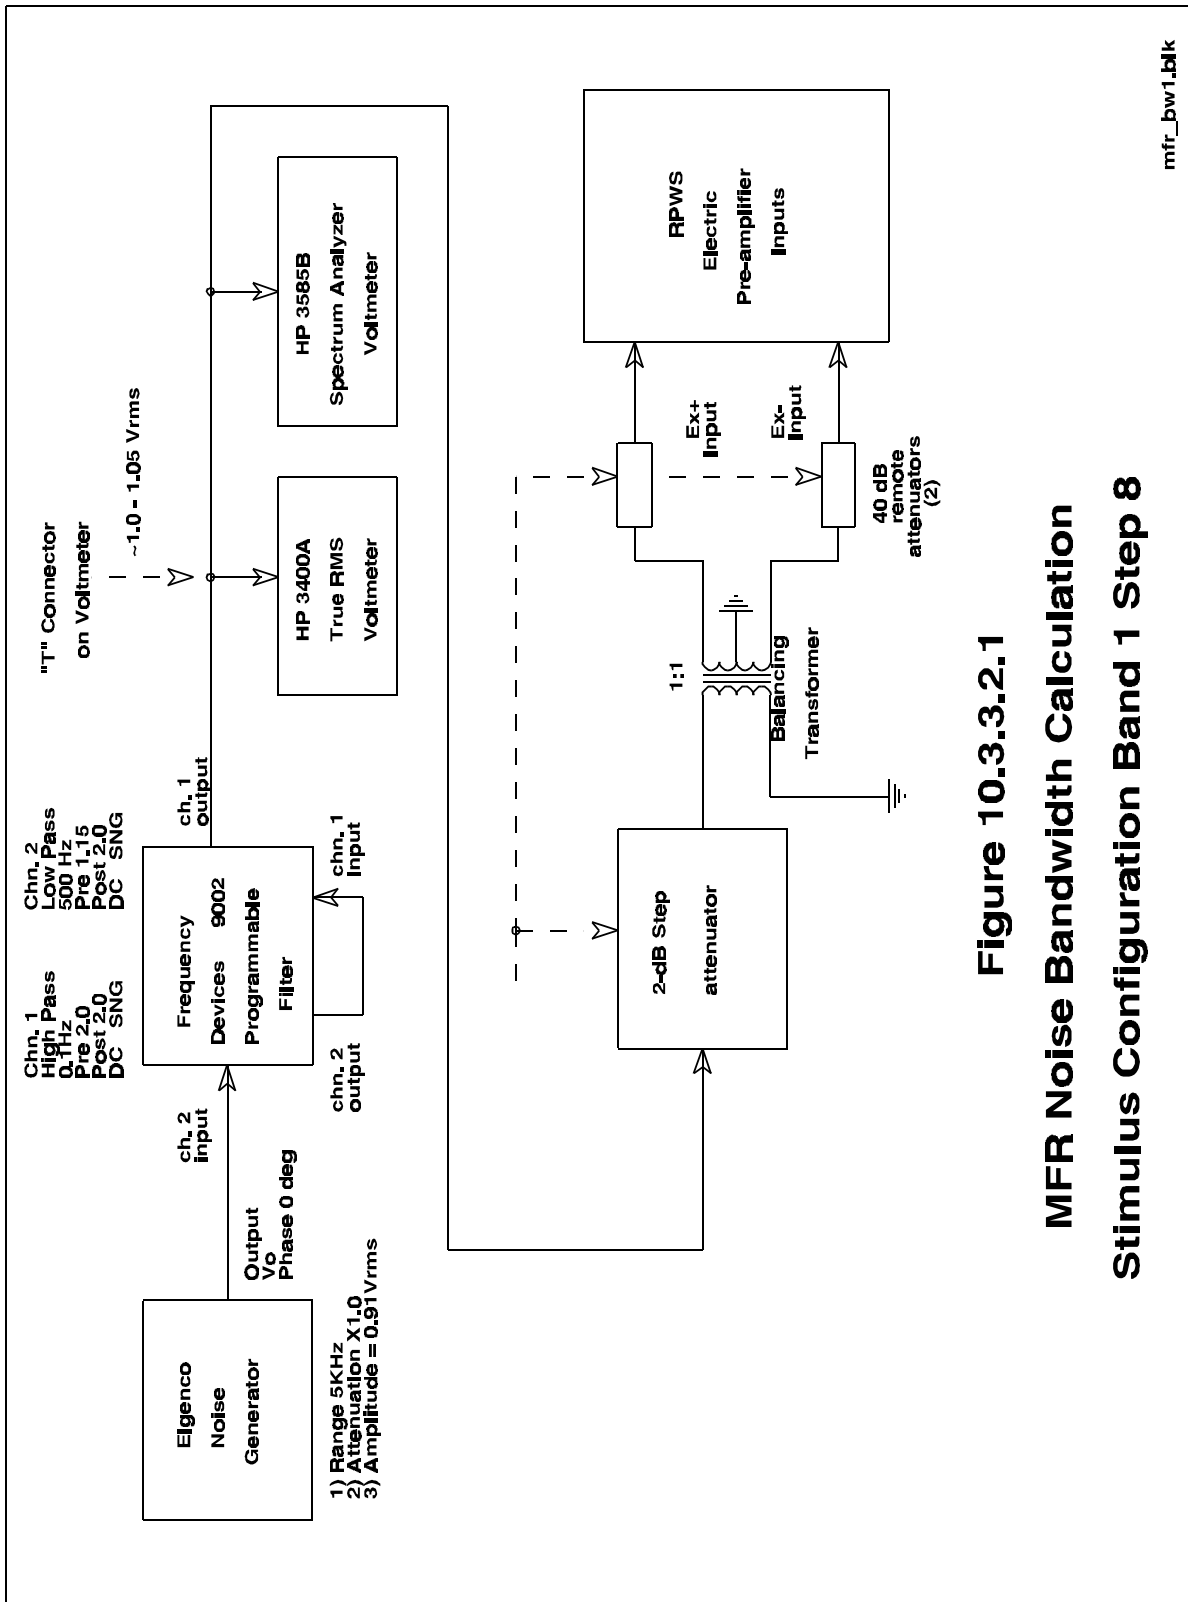 "T" Connector
on Voltmeter
~1.0 - 1.05 Vrms
Chn. 1
High Pass
0.1Hz
Pre 2.0
Post 2.0
DC SNG
Chn. 2
Low Pass
500 Hz
Pre 1.15
Post 2.0
DC SNG
Elgenco
Noise
Generator
Output
Vo
Phase 0 deg
1) Range 5KHz
2) Attenuation X1.0
3) Amplitude = 0.91Vrms
ch. 2
input
Frequency
Devices 9002
Programmable
Filter
chn. 2
output
chn. 1
Input
ch. 1
output
HP 3400A
True RMS
Voltmeter
HP 3585B
Spectrum Analyzer
Voltmeter
2-dB Step
attenuator
1:1
Balancing
Transformer
Ex+
Input
Ex-
Input
40 dB
remote
attenuators
(2)
RPWS
Electric
Pre-amplifier
Inputs
Figure 10.3.3.2.1
MFR Noise Bandwidth Calculation
Stimulus Configuration Band 1 Step 8
mfr_bw1.blk